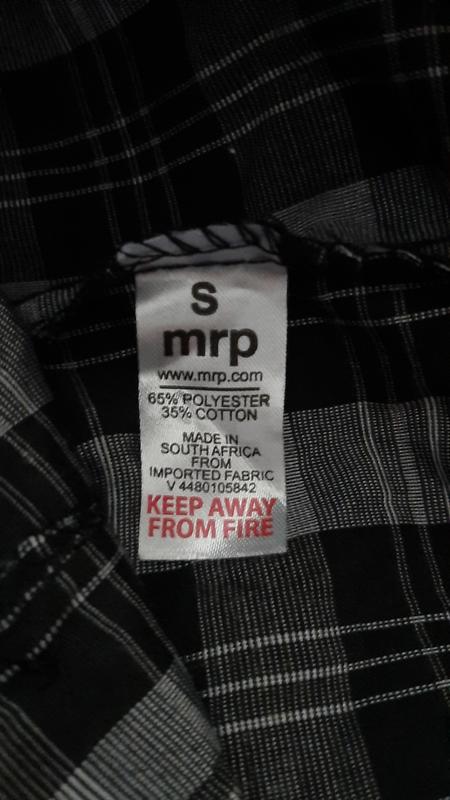 S
mrp
www.mrp.com
65% POLYESTER
35% COTTON
MADE IN
SOUTH AFRICA
FROM
IMPORTED FABRIC
V 4480105842
KEEP AWAY
FROM FIRE